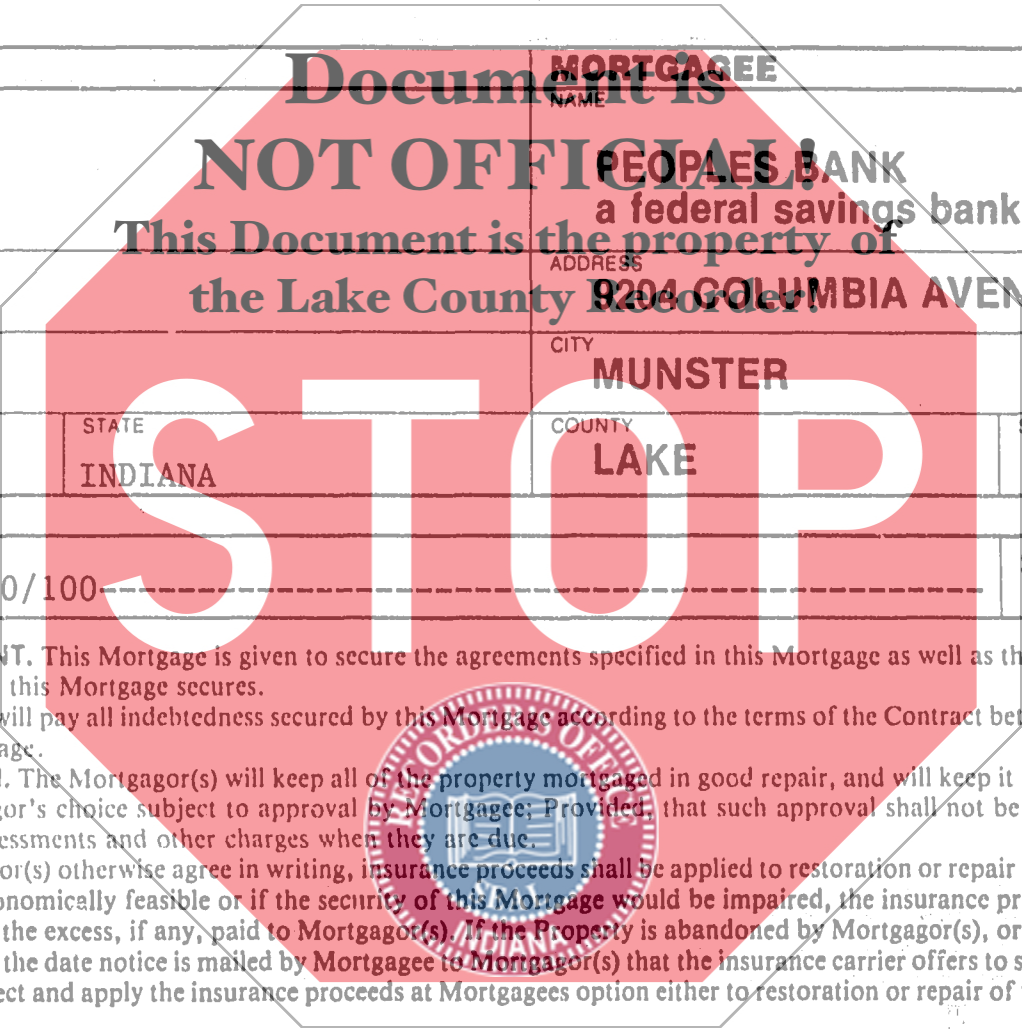 Document is
NOT OFFICIAL!
This Document is the property of
the Lake County Recorder!
STOP
MORTGAGEE
NAME
PEOPLES BANK
a federal savings bank
ADDRESS
9204 COLUMBIA AVEN
CITY
MUNSTER
STATE
INDIANA
COUNTY
LAKE
0/100
NT. This Mortgage is given to secure the agreements specified in this Mortgage as well as th
this Mortgage secures.
will pay all indebtedness secured by this Mortgage according to the terms of the Contract bet
age.
. The Mortgagor(s) will keep all of the property mortgaged in good repair, and will keep it
gor's choice subject to approval by Mortgagee; Provided, that such approval shall not be
essments and other charges when they are due.
or(s) otherwise agree in writing, insurance proceeds shall be applied to restoration or repair
onomically feasible or if the security of this Mortgage would be impaired, the insurance pr
the excess, if any, paid to Mortgagor(s). If the Property is abandoned by Mortgagor(s), or
the date notice is mailed by Mortgagee to Mortgagor(s) that the insurance carrier offers to s
ect and apply the insurance proceeds at Mortgagees option either to restoration or repair of
RECORDER'S OFFICE
SEAL
INDIANA